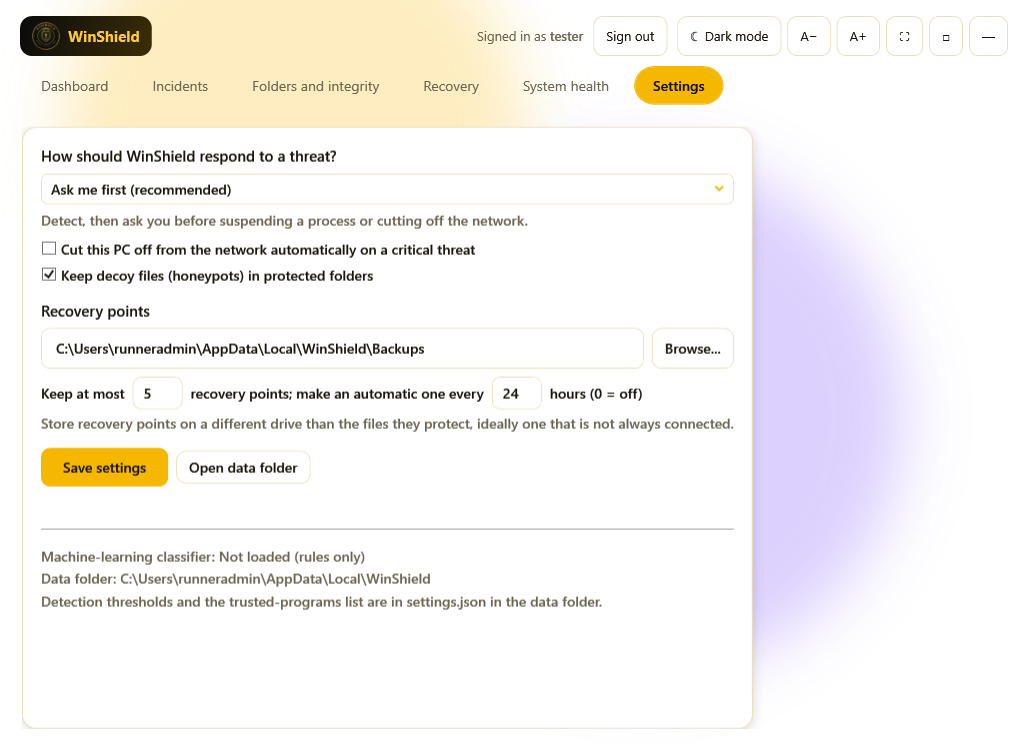 WinShield
Signed in as tester
Sign out
☾ Dark mode
A−
A+
Dashboard
Incidents
Folders and integrity
Recovery
System health
Settings
How should WinShield respond to a threat?
Ask me first (recommended)
Detect, then ask you before suspending a process or cutting off the network.
Cut this PC off from the network automatically on a critical threat
Keep decoy files (honeypots) in protected folders
Recovery points
C:\Users\runneradmin\AppData\Local\WinShield\Backups
Browse...
Keep at most 5 recovery points; make an automatic one every 24 hours (0 = off)
Store recovery points on a different drive than the files they protect, ideally one that is not always connected.
Save settings
Open data folder
Machine-learning classifier: Not loaded (rules only)
Data folder: C:\Users\runneradmin\AppData\Local\WinShield
Detection thresholds and the trusted-programs list are in settings.json in the data folder.